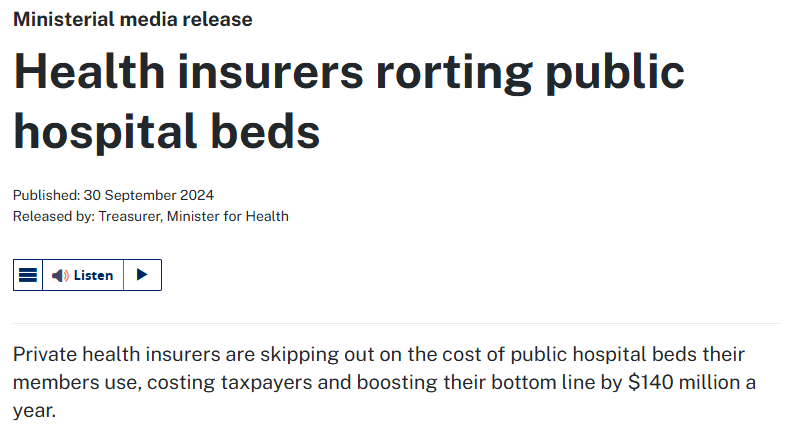 Ministerial media release
Health insurers rorting public
hospital beds
Published: 30 September 2024
Released by: Treasurer, Minister for Health
Listen
Private health insurers are skipping out on the cost of public hospital beds their
members use, costing taxpayers and boosting their bottom line by $140 million a
year.